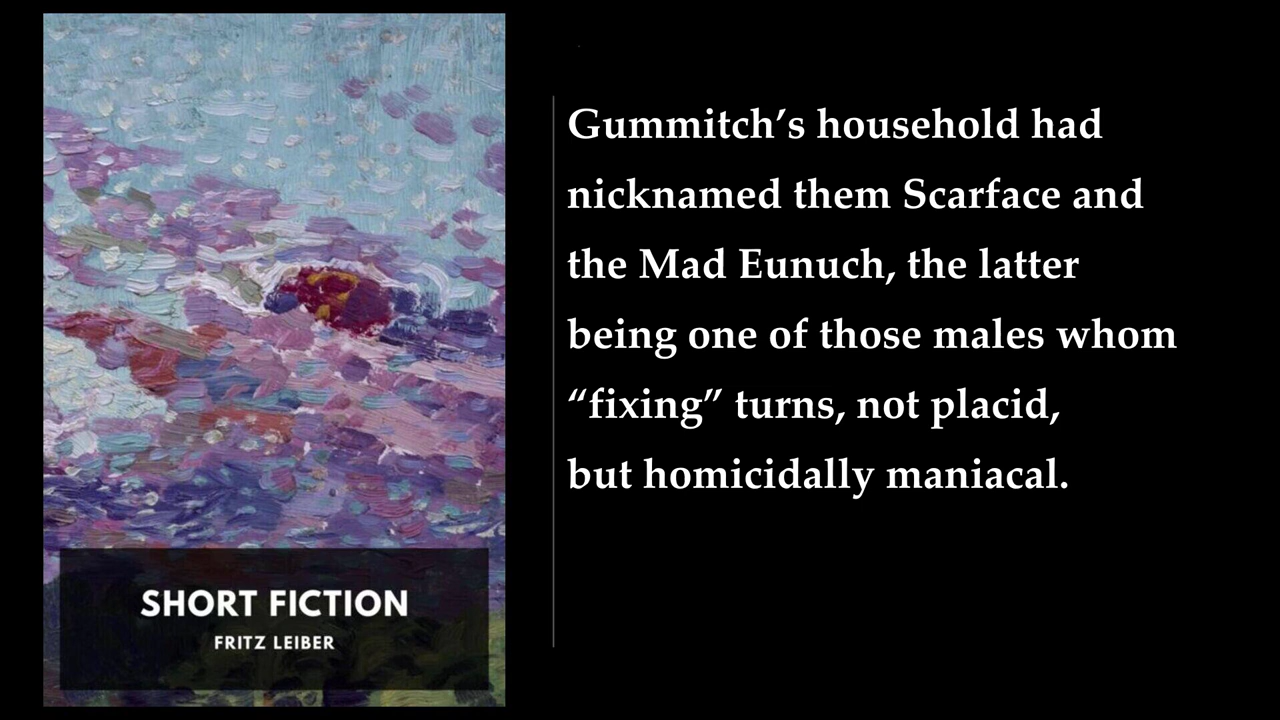 SHORT FICTION
FRITZ LEIBER
Gummitch’s household had
nicknamed them Scarface and
the Mad Eunuch, the latter
being one of those males whom
“fixing” turns, not placid,
but homicidally maniacal.